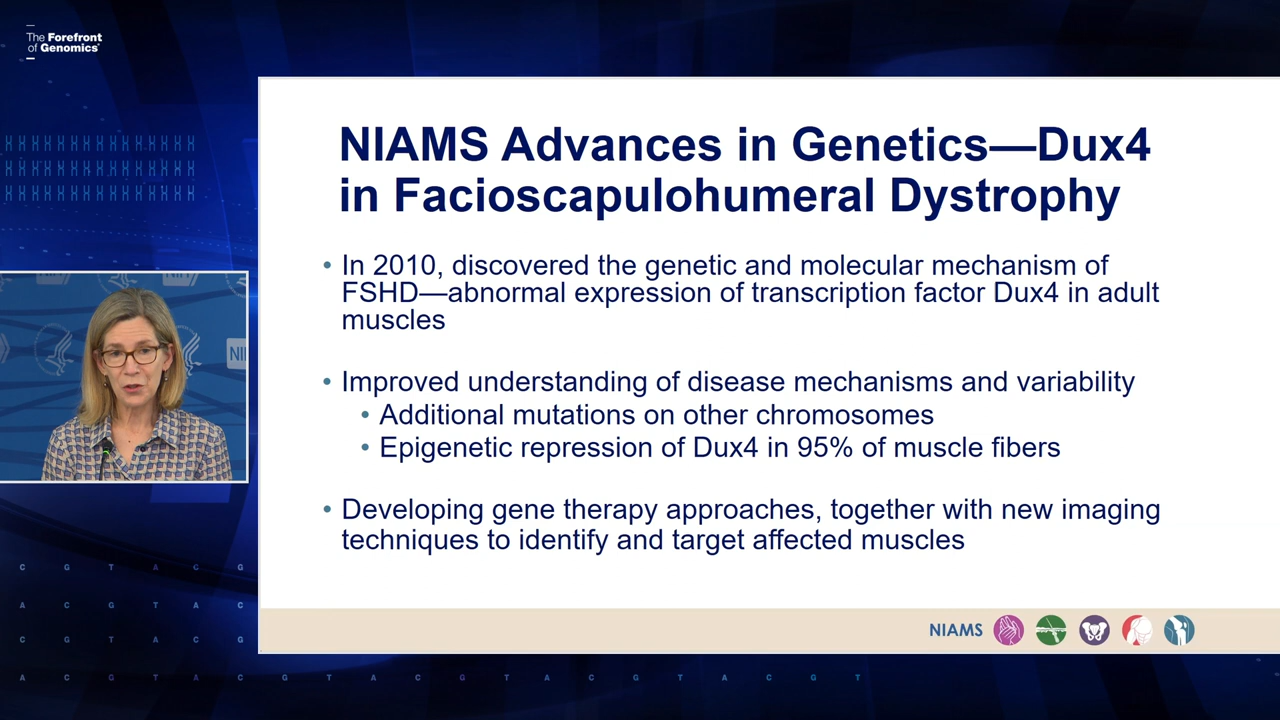 The Forefront
of Genomics®
NIAMS Advances in Genetics—Dux4
in Facioscapulohumeral Dystrophy
• In 2010, discovered the genetic and molecular mechanism of
FSHD—abnormal expression of transcription factor Dux4 in adult
muscles
• Improved understanding of disease mechanisms and variability
• Additional mutations on other chromosomes
• Epigenetic repression of Dux4 in 95% of muscle fibers
• Developing gene therapy approaches, together with new imaging
techniques to identify and target affected muscles
NIAMS
NI
C G T A C G
A C G T A C
C G T A C G
A C G T A C G T A C G T A C G T A C G T